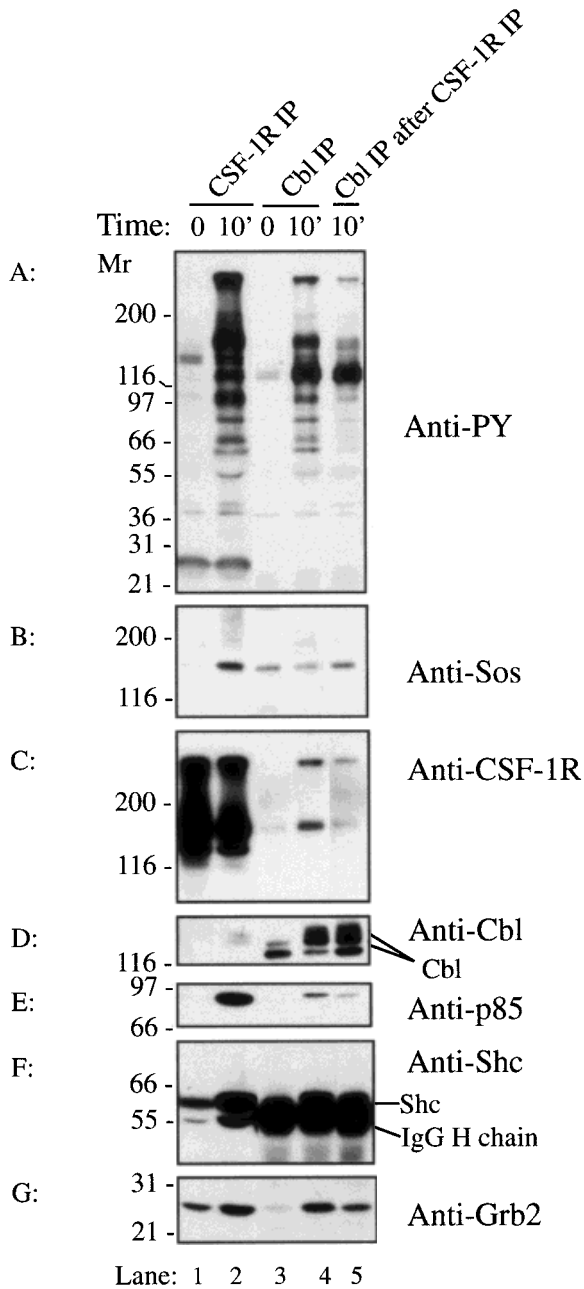 CSF-1R IP
Cbl IP
Cbl IP after CSF-1R IP
Time: 0 10' 0 10' 10'
A:
Mr
200 -
116 -
97 -
66 -
55 -
36 -
31 -
21 -
Anti-PY
B:
200 -
116 -
Anti-Sos
C:
200 -
116 -
Anti-CSF-1R
D:
116 -
Anti-Cbl
Cbl
E:
97 -
66 -
Anti-p85
F:
66 -
55 -
Anti-Shc
Shc
IgG H chain
G:
31 -
21 -
Anti-Grb2
Lane: 1 2 3 4 5